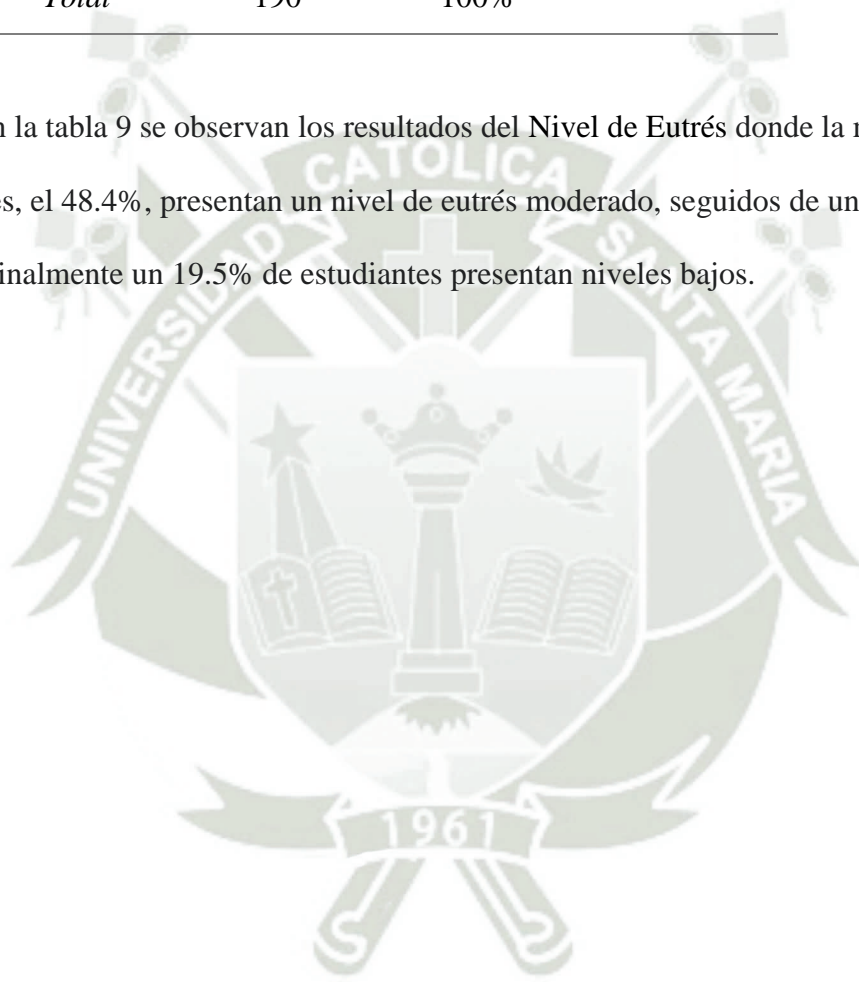 Total 190 100%
n la tabla 9 se observan los resultados del Nivel de Eutrés donde la
es, el 48.4%, presentan un nivel de eutrés moderado, seguidos de un
inalmente un 19.5% de estudiantes presentan niveles bajos.
UNIVERSIDAD CATOLICA SANTA MARIA
1961